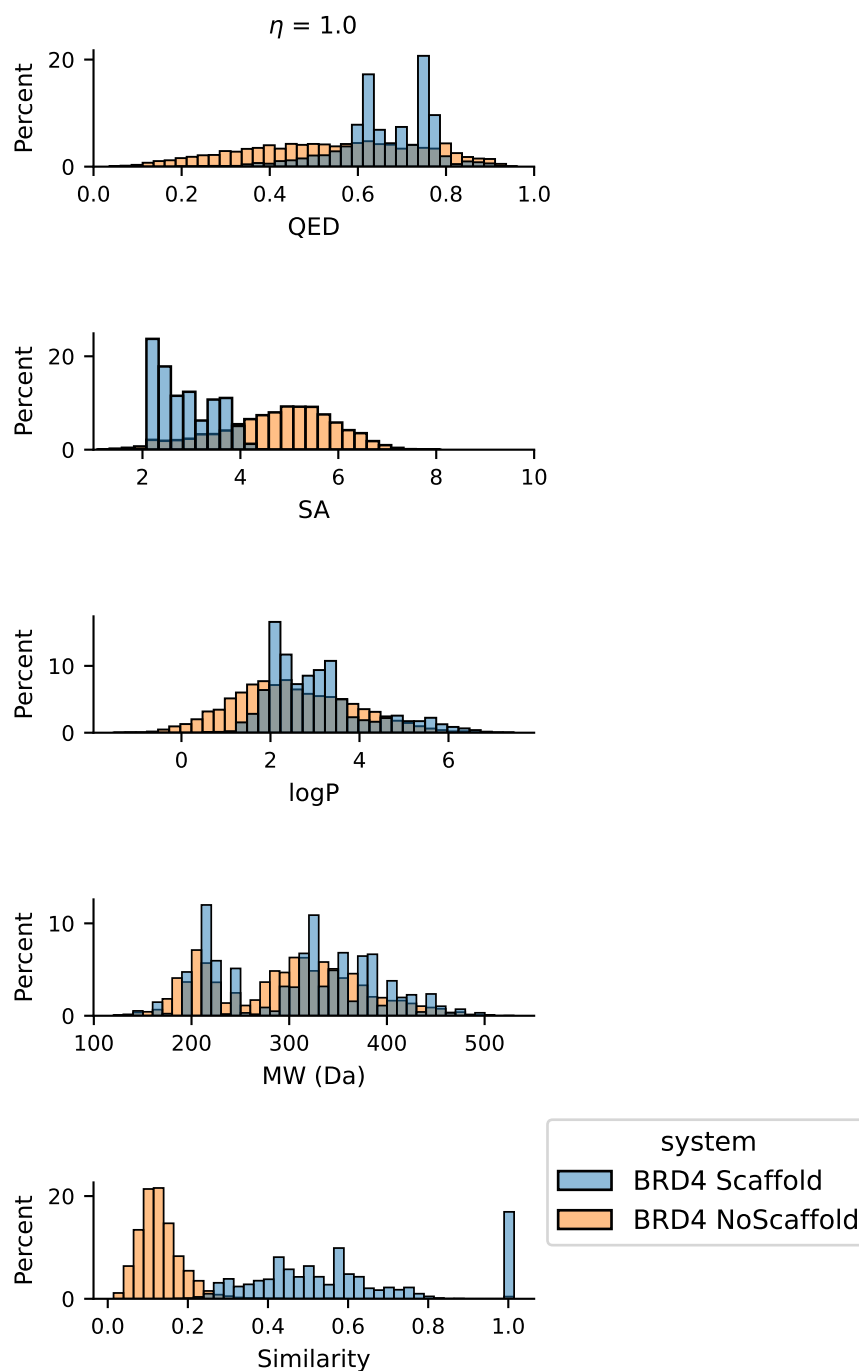 η = 1.0
Percent
20
0
0.0 0.2 0.4 0.6 0.8 1.0
QED
Percent
20
0
2 4 6 8 10
SA
Percent
10
0
0 2 4 6
logP
Percent
10
0
100 200 300 400 500
MW (Da)
Percent
20
0
0.0 0.2 0.4 0.6 0.8 1.0
Similarity
system
BRD4 Scaffold
BRD4 NoScaffold